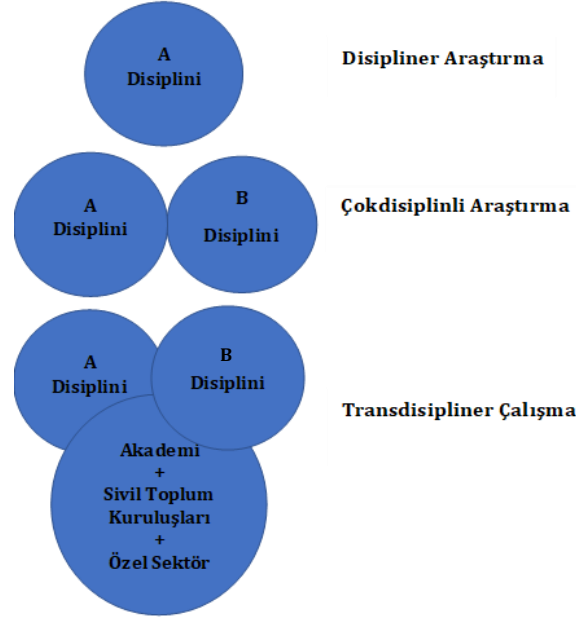 A
Disiplini
Disipliner Araştırma
A
Disiplini
B
Disiplini
Çokdisiplinli Araştırma
A
Disiplini
B
Disiplini
Transdisipliner Çalışma
Akademi
+
Sivil Toplum
Kuruluşları
+
Özel Sektör